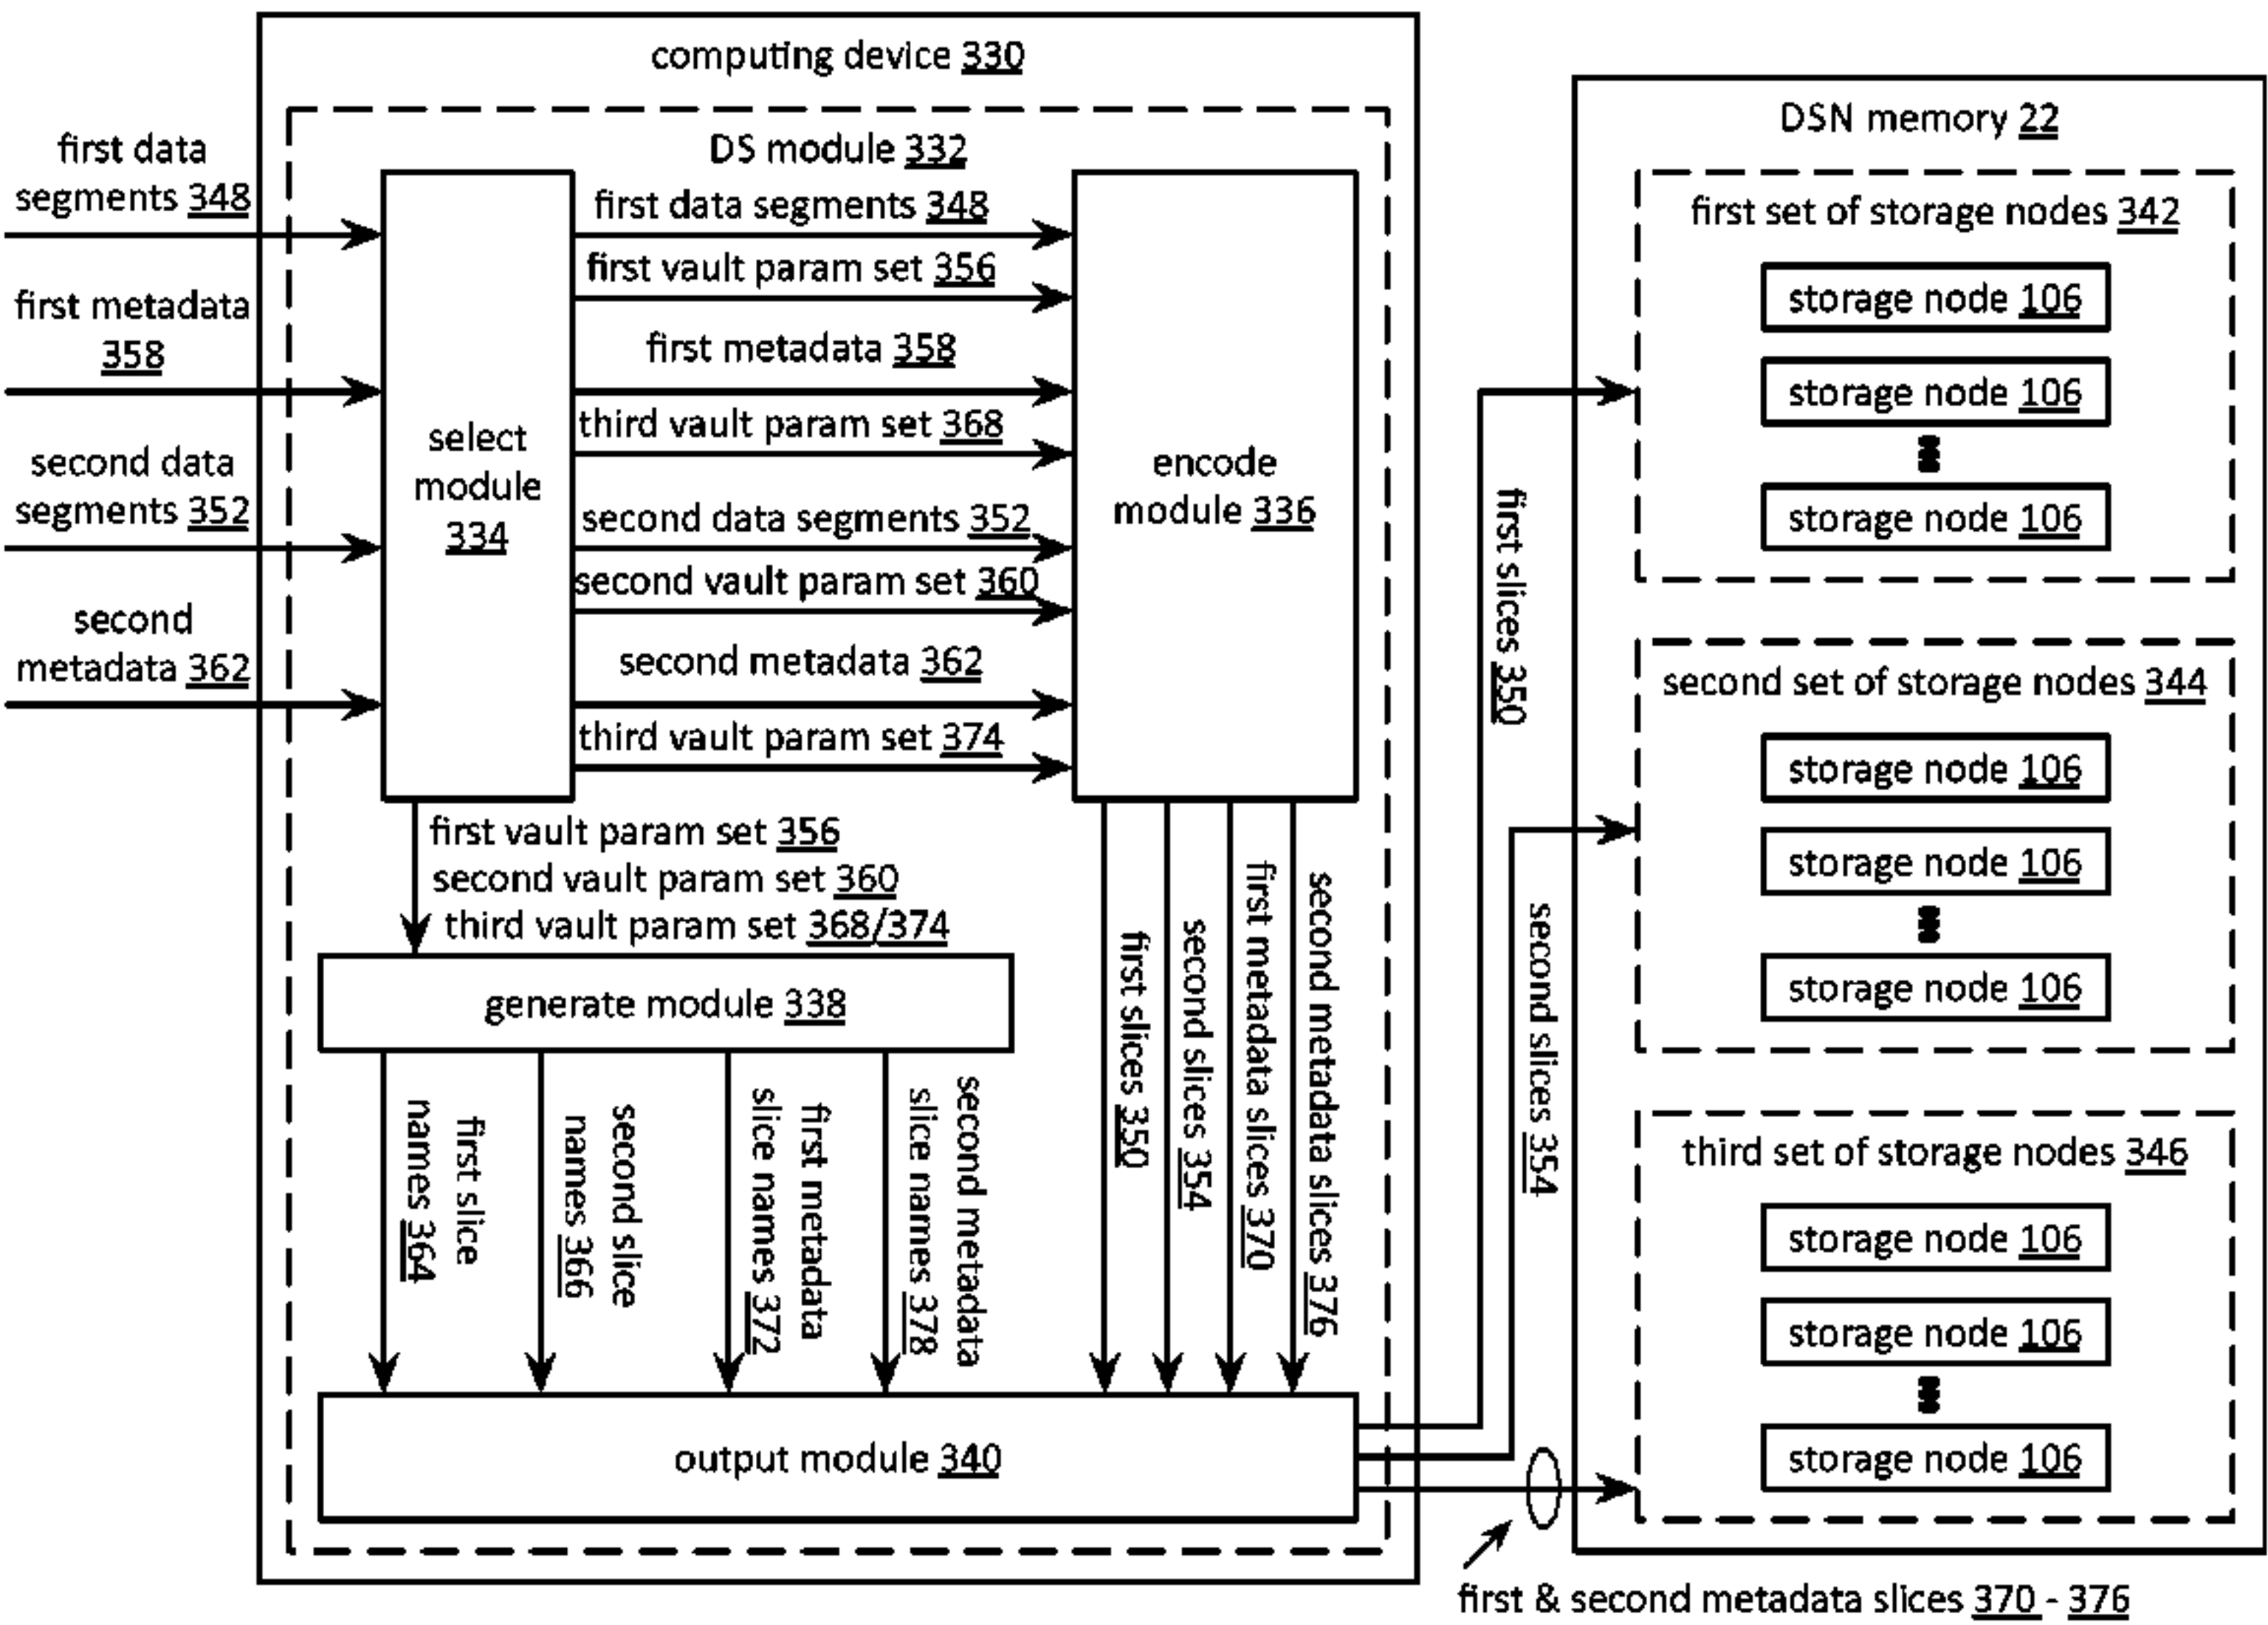 computing device 330
DS module 332
first data
segments 348
first metadata
358
second data
segments 352
second
metadata 362
select
module
334
first data segments 348
first vault param set 356
first metadata 358
third vault param set 368
second data segments 352
second vault param set 360
second metadata 362
third vault param set 374
encode
module 336
first vault param set 356
second vault param set 360
third vault param set 368/374
generate module 338
first slice
names 364
second slice
names 366
first metadata
slice names 372
second metadata
slice names 378
first slices 350
second slices 354
first metadata slices 370
second metadata slices 376
output module 340
first slices 350
second slices 354
first & second metadata slices 370 - 376
DSN memory 22
first set of storage nodes 342
storage node 106
storage node 106
storage node 106
second set of storage nodes 344
storage node 106
storage node 106
storage node 106
third set of storage nodes 346
storage node 106
storage node 106
storage node 106